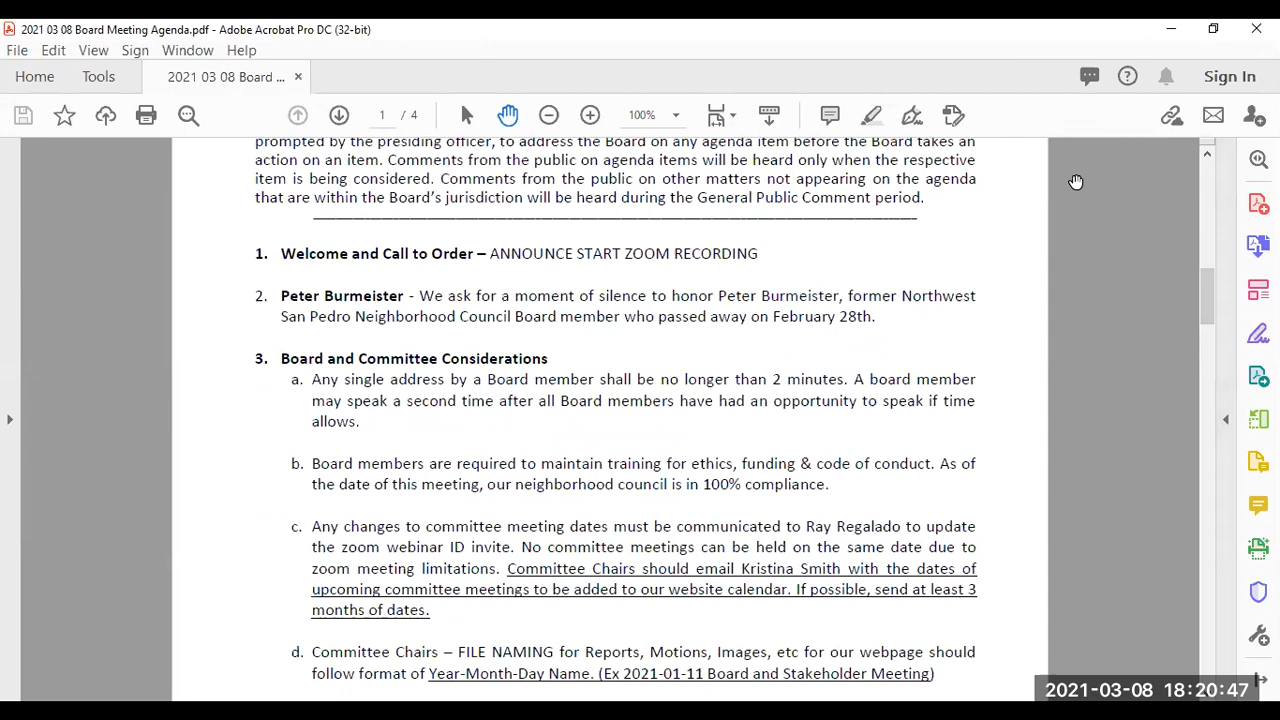 2021 03 08 Board Meeting Agenda.pdf - Adobe Acrobat Pro DC (32-bit)
File Edit View Sign Window Help
Home Tools 2021 03 08 Board ... × Sign In
1 / 4 100%
prompted by the presiding officer, to address the Board on any agenda item before the Board takes an
action on an item. Comments from the public on agenda items will be heard only when the respective
item is being considered. Comments from the public on other matters not appearing on the agenda
that are within the Board's jurisdiction will be heard during the General Public Comment period.
1. Welcome and Call to Order – ANNOUNCE START ZOOM RECORDING
2. Peter Burmeister - We ask for a moment of silence to honor Peter Burmeister, former Northwest
San Pedro Neighborhood Council Board member who passed away on February 28th.
3. Board and Committee Considerations
a. Any single address by a Board member shall be no longer than 2 minutes. A board member
may speak a second time after all Board members have had an opportunity to speak if time
allows.
b. Board members are required to maintain training for ethics, funding & code of conduct. As of
the date of this meeting, our neighborhood council is in 100% compliance.
c. Any changes to committee meeting dates must be communicated to Ray Regalado to update
the zoom webinar ID invite. No committee meetings can be held on the same date due to
zoom meeting limitations. Committee Chairs should email Kristina Smith with the dates of
upcoming committee meetings to be added to our website calendar. If possible, send at least 3
months of dates.
d. Committee Chairs – FILE NAMING for Reports, Motions, Images, etc for our webpage should
follow format of Year-Month-Day Name. (Ex 2021-01-11 Board and Stakeholder Meeting)
2021-03-08 18:20:47